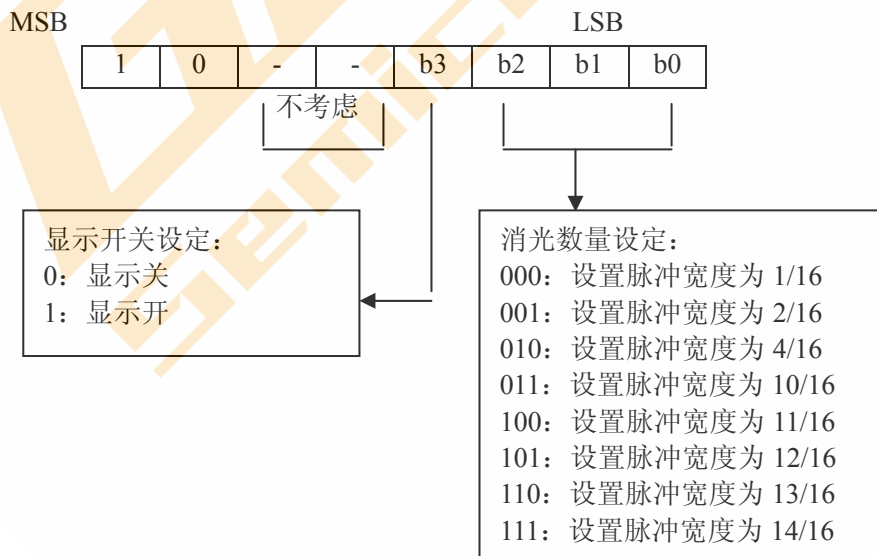 MSB LSB
1 0 - - b3 b2 b1 b0
不考虑
显示开关设定：
0：显示关
1：显示开
消光数量设定：
000：设置脉冲宽度为 1/16
001：设置脉冲宽度为 2/16
010：设置脉冲宽度为 4/16
011：设置脉冲宽度为 10/16
100：设置脉冲宽度为 11/16
101：设置脉冲宽度为 12/16
110：设置脉冲宽度为 13/16
111：设置脉冲宽度为 14/16